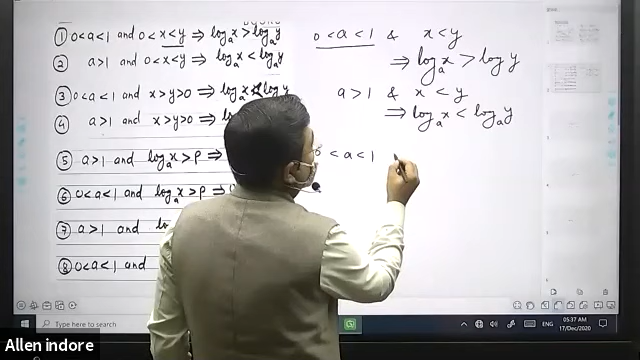 ① 0<a<1 and 0<x<y ⇒ logₐx > logₐy
② a>1 and 0<x<y ⇒ logₐx < logₐy
③ 0<a<1 and x>y>0 ⇒ logₐx < logₐy
④ a>1 and x>y>0 ⇒
⑤ a>1 and logₐx > p ⇒
⑥ 0<a<1 and logₐx > p ⇒
⑦ a>1 and
⑧ 0<a<1 and
0 < a < 1 & x < y
⇒ logₐx > log y
a > 1 & x < y
⇒ logₐx < logₐy
0 < a < 1
Type here to search
ENG
05:37 AM
17/Dec/2020
Allen indore